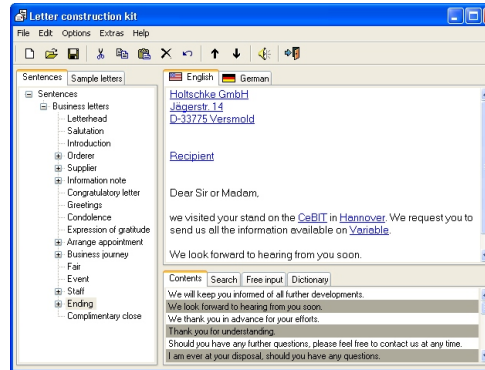 Letter construction kit
File Edit Options Extras Help
Sentences Sample letters
Sentences
Business letters
Letterhead
Salutation
Introduction
Orderer
Supplier
Information note
Congratulatory letter
Greetings
Condolence
Expression of gratitude
Arrange appointment
Business journey
Fair
Event
Staff
Ending
Complimentary close
English German
Holtschke GmbH
Jägerstr. 14
D-33775 Versmold
Recipient
Dear Sir or Madam,
we visited your stand on the CeBIT in Hannover. We request you to
send us all the information available on Variable.
We look forward to hearing from you soon.
Contents Search Free input Dictionary
We will keep you informed of all further developments.
We look forward to hearing from you soon.
We thank you in advance for your efforts.
Thank you for understanding.
Should you have any further questions, please feel free to contact us at any time.
I am ever at your disposal, should you have any questions.